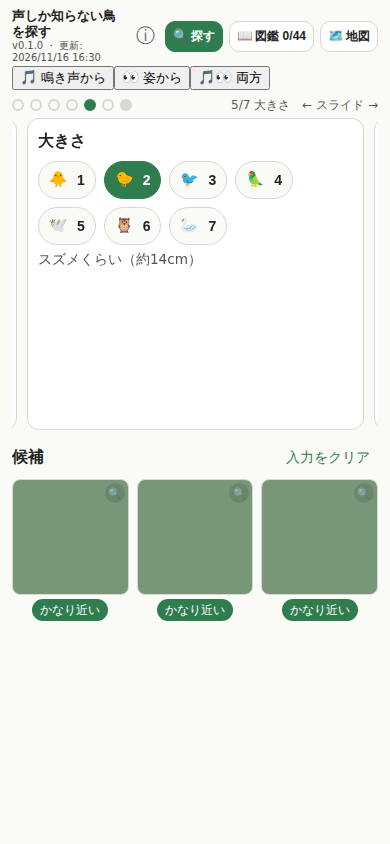 声しか知らない鳥
を探す
v0.1.0 ・ 更新:
2026/11/16 16:30
ⓘ
🔍 探す
📖 図鑑 0/44
🗺️ 地図
🎵 鳴き声から
👀 姿から
🎵👀 両方
5/7 大きさ ← スライド →
大きさ
🐥 1
🐤 2
🐦 3
🦜 4
🕊️ 5
🦉 6
🦢 7
スズメくらい（約14cm）
候補
入力をクリア
かなり近い
かなり近い
かなり近い